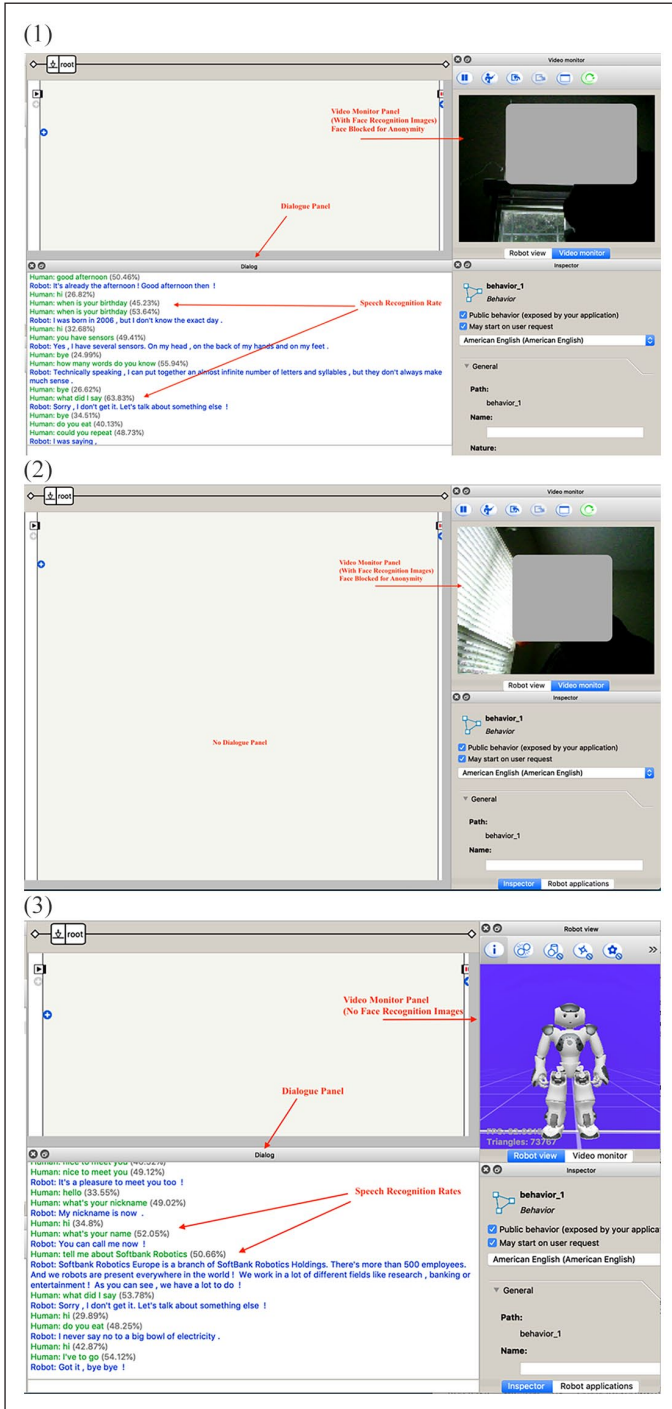 (1)
root
Video monitor
Video Monitor Panel
(With Face Recognition Images)
Face Blocked for Anonymity
Dialogue Panel
Robot view Video monitor
Dialog
Inspector
Human: good afternoon (50.46%)
Robot: It's already the afternoon ! Good afternoon then !
Human: hi (26.82%)
Human: when is your birthday (45.23%)
Human: when is your birthday (53.64%)
Robot: I was born in 2006 , but I don't know the exact day .
Human: hi (32.68%)
Human: you have sensors (49.41%)
Robot: Yes , I have several sensors. On my head , on the back of my hands and on my feet .
Human: bye (24.99%)
Human: how many words do you know (55.94%)
Robot: Technically speaking , I can put together an almost infinite number of letters and syllables , but they don't always make
much sense .
Human: bye (26.62%)
Human: what did I say (63.83%)
Robot: Sorry , I don't get it. Let's talk about something else !
Human: bye (34.51%)
Human: do you eat (40.13%)
Human: could you repeat (48.73%)
Robot: I was saying ,
Speech Recognition Rate
behavior_1
Behavior
Public behavior (exposed by your application)
May start on user request
American English (American English)
General
Path:
behavior_1
Name:
Nature:
(2)
root
Video monitor
Video Monitor Panel
(With Face Recognition Images)
Face Blocked for Anonymity
Robot view Video monitor
Inspector
behavior_1
Behavior
No Dialogue Panel
Public behavior (exposed by your application)
May start on user request
American English (American English)
General
Path:
behavior_1
Name:
Inspector Robot applications
(3)
root
Robot view
Video Monitor Panel
(No Face Recognition Images
Dialogue Panel
Triangles: 73767
Robot view Video monitor
Dialog
Inspector
Human: nice to meet you
Human: nice to meet you (49.12%)
Robot: It's a pleasure to meet you too !
Human: hello (33.55%)
Human: what's your nickname (49.02%)
Robot: My nickname is now .
Human: hi (34.8%)
Human: what's your name (52.05%)
Robot: You can call me now !
Human: tell me about Softbank Robotics (50.66%)
Robot: Softbank Robotics Europe is a branch of SoftBank Robotics Holdings. There's more than 500 employees.
And we robots are present everywhere in the world ! We work in a lot of different fields like research , banking or
entertainment ! As you can see , we have a lot to do !
Human: what did I say (53.78%)
Robot: Sorry , I don't get it. Let's talk about something else !
Human: hi (29.89%)
Human: do you eat (48.25%)
Robot: I never say no to a big bowl of electricity .
Human: hi (42.87%)
Human: I've to go (54.12%)
Robot: Got it , bye bye !
Speech Recognition Rates
behavior_1
Behavior
Public behavior (exposed by your applica
May start on user request
American English (American English)
General
Path:
behavior_1
Name:
Inspector Robot applications